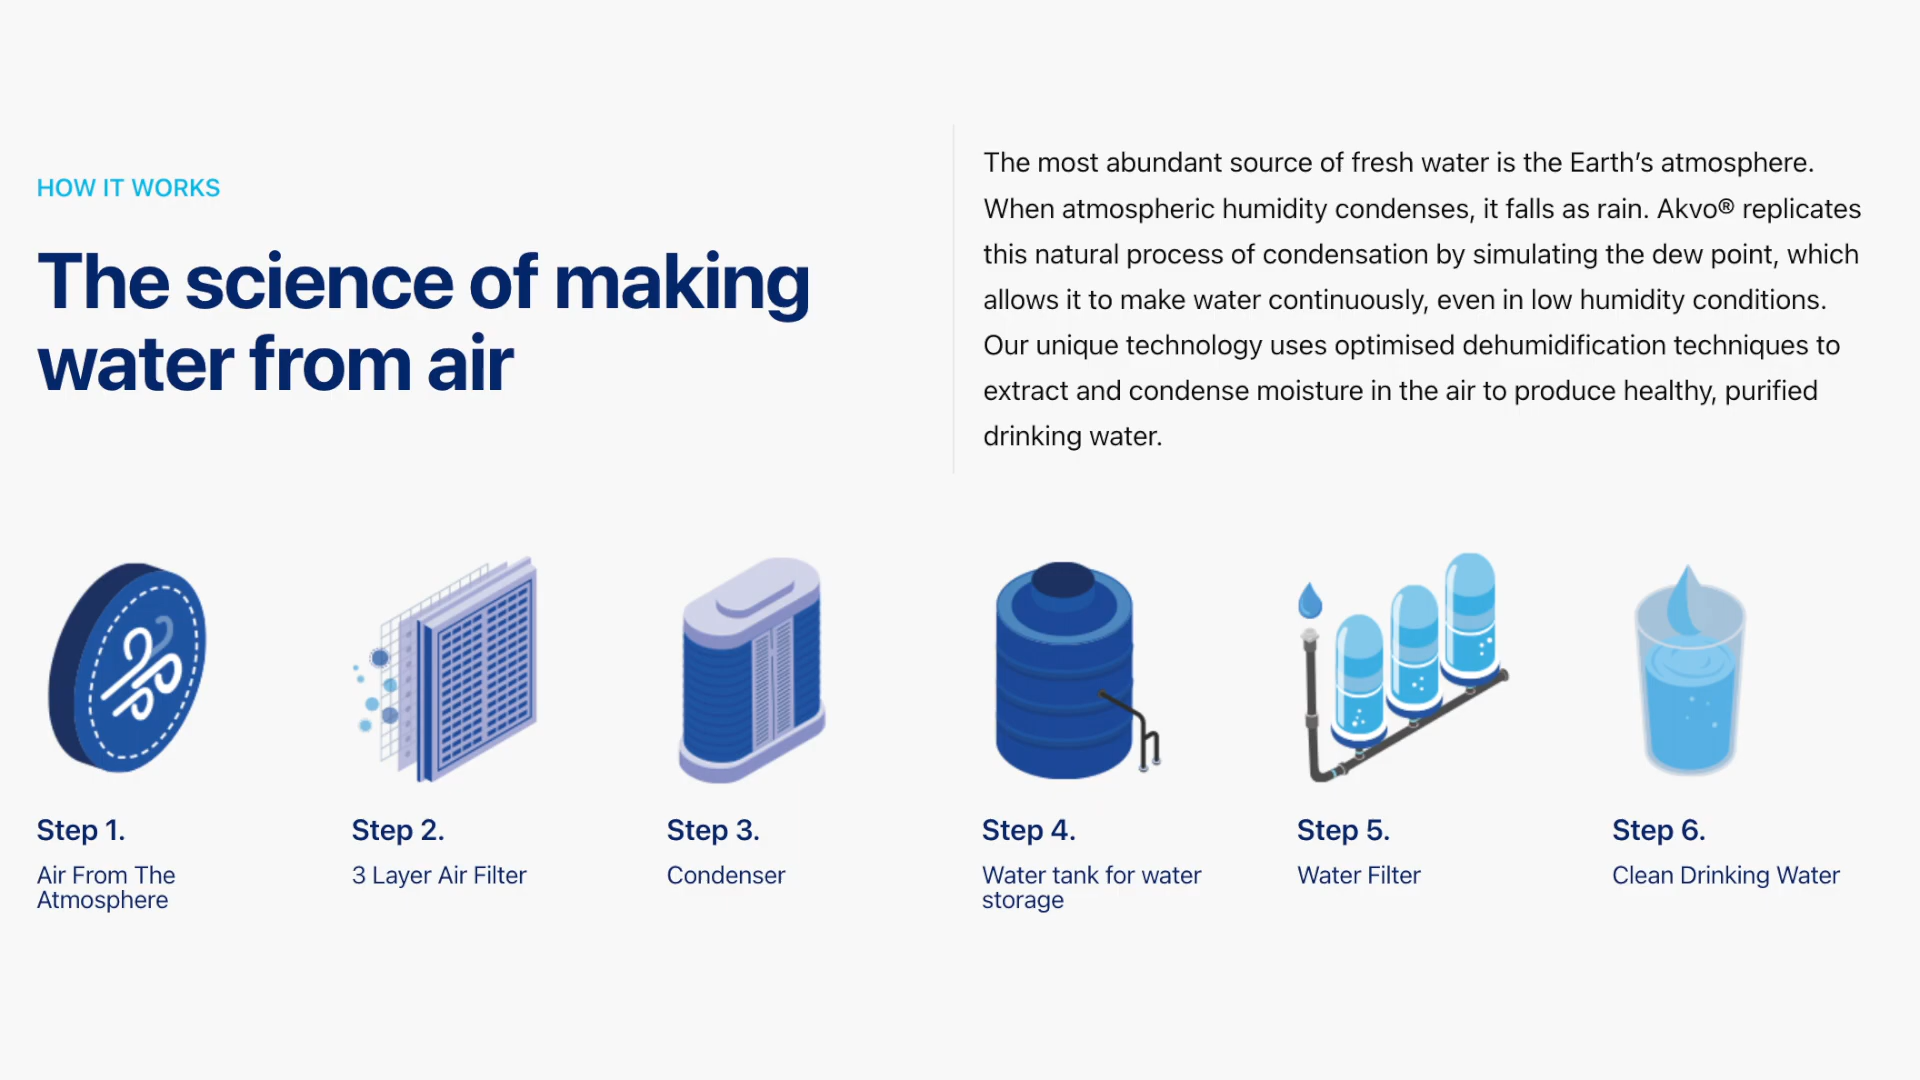 HOW IT WORKS
The science of making
water from air
The most abundant source of fresh water is the Earth’s atmosphere.
When atmospheric humidity condenses, it falls as rain. Akvo® replicates
this natural process of condensation by simulating the dew point, which
allows it to make water continuously, even in low humidity conditions.
Our unique technology uses optimised dehumidification techniques to
extract and condense moisture in the air to produce healthy, purified
drinking water.
Step 1.
Air From The
Atmosphere
Step 2.
3 Layer Air Filter
Step 3.
Condenser
Step 4.
Water tank for water
storage
Step 5.
Water Filter
Step 6.
Clean Drinking Water